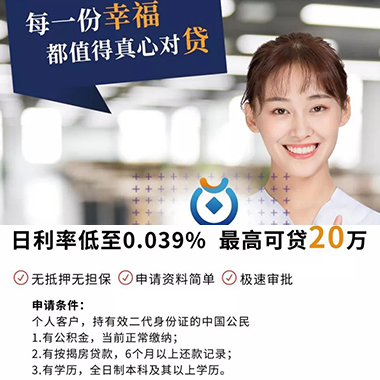 每一份幸福
都值得真心对贷
日利率低至0.039% 最高可贷20万
无抵押无担保 申请资料简单 极速审批
申请条件：
个人客户，持有效二代身份证的中国公民
1.有公积金，当前正常缴纳；
2.有按揭房贷款，6个月以上还款记录；
3.有学历，全日制本科及其以上学历。